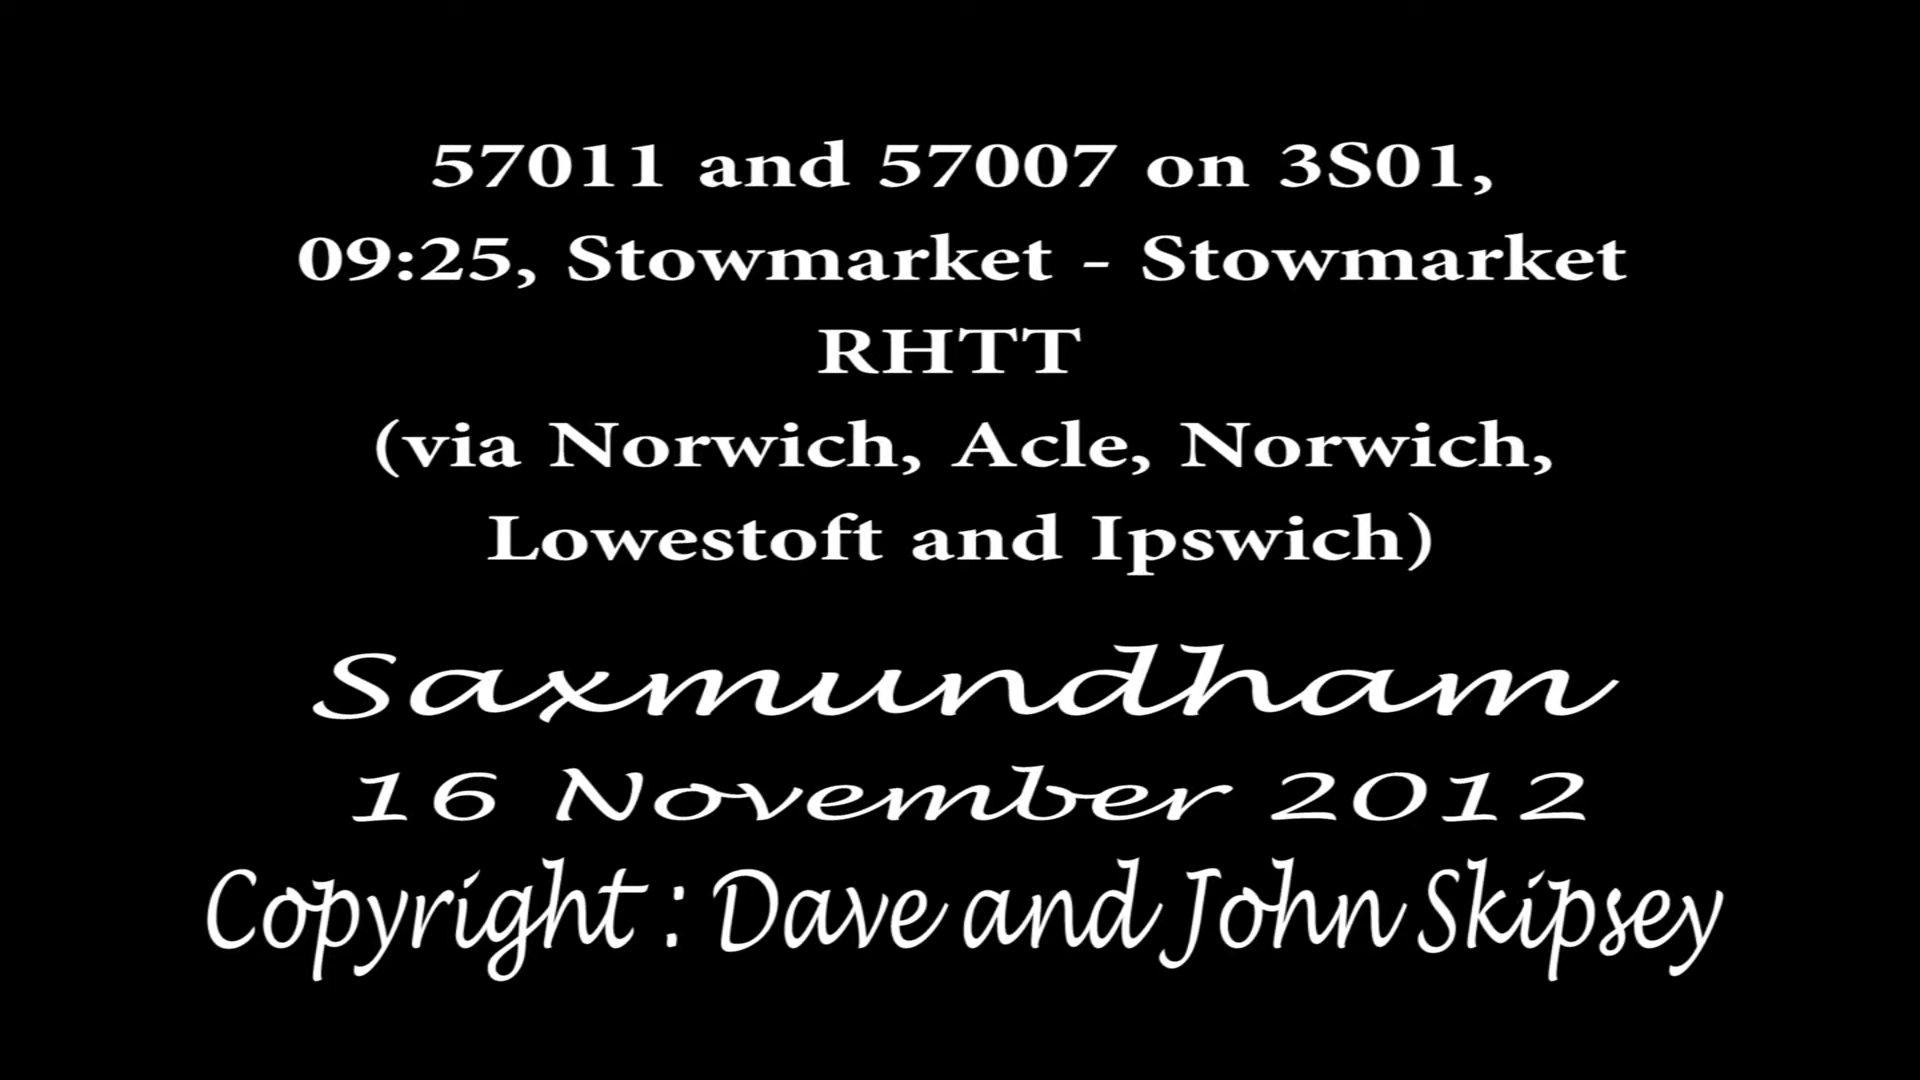 57011 and 57007 on 3S01,
09:25, Stowmarket - Stowmarket
RHTT
(via Norwich, Acle, Norwich,
Lowestoft and Ipswich)
Saxmundham
16 November 2012
Copyright : Dave and John Skipsey